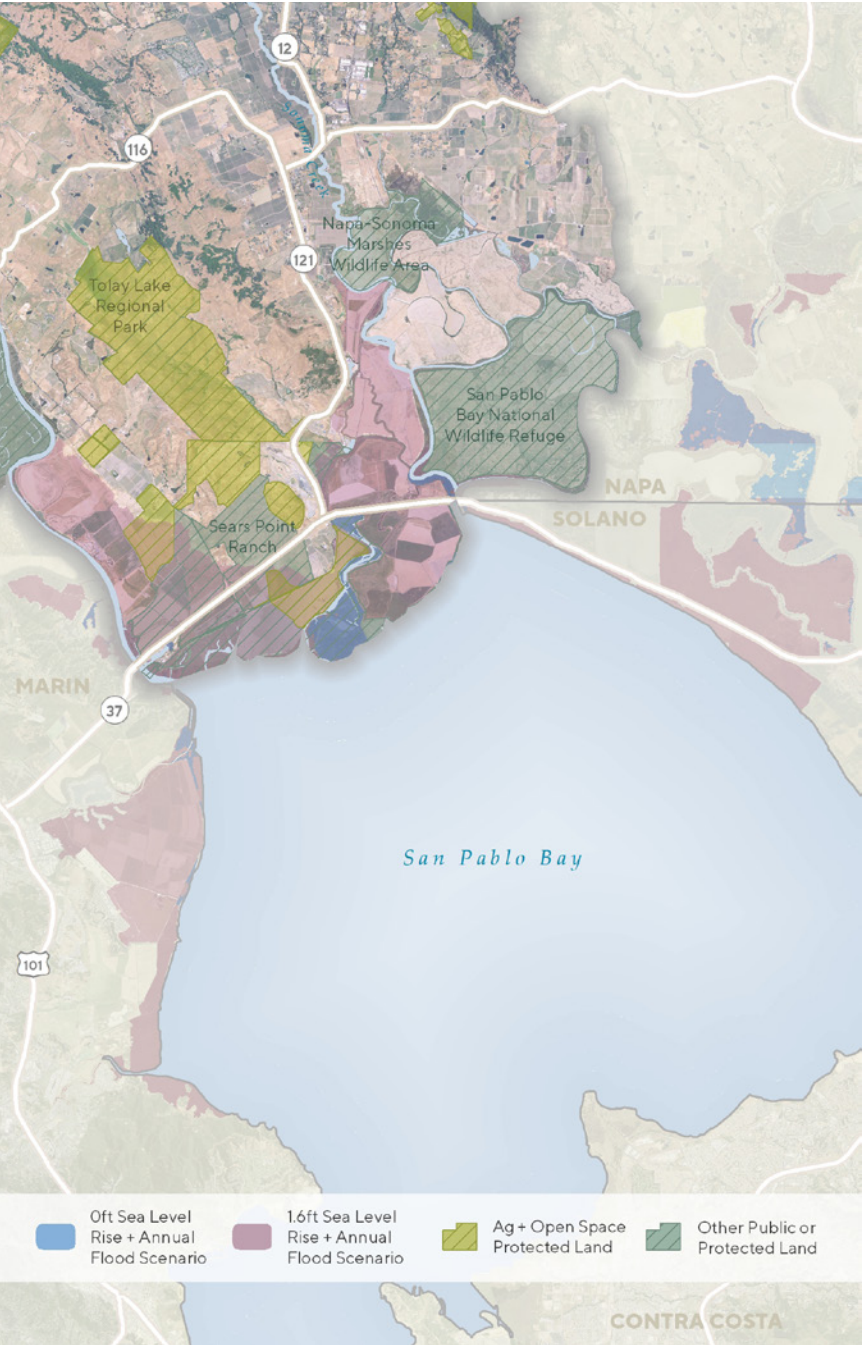 12
116
Sonoma Creek
Napa-Sonoma
Marshes
Wildlife Area
121
Tolay Lake
Regional
Park
San Pablo
Bay National
Wildlife Refuge
NAPA
SOLANO
Sears Point
Ranch
MARIN
37
San Pablo Bay
101
0ft Sea Level
Rise + Annual
Flood Scenario
1.6ft Sea Level
Rise + Annual
Flood Scenario
Ag + Open Space
Protected Land
Other Public or
Protected Land
CONTRA COSTA